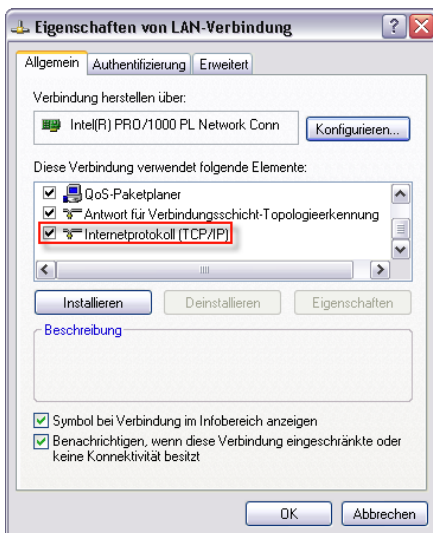 Eigenschaften von LAN-Verbindung
Allgemein Authentifizierung Erweitert
Verbindung herstellen über:
Intel(R) PRO/1000 PL Network Conn Konfigurieren...
Diese Verbindung verwendet folgende Elemente:
QoS-Paketplaner
Antwort für Verbindungsschicht-Topologieerkennung
Internetprotokoll (TCP/IP)
Installieren Deinstallieren Eigenschaften
Beschreibung
Symbol bei Verbindung im Infobereich anzeigen
Benachrichtigen, wenn diese Verbindung eingeschränkte oder
keine Konnektivität besitzt
OK Abbrechen